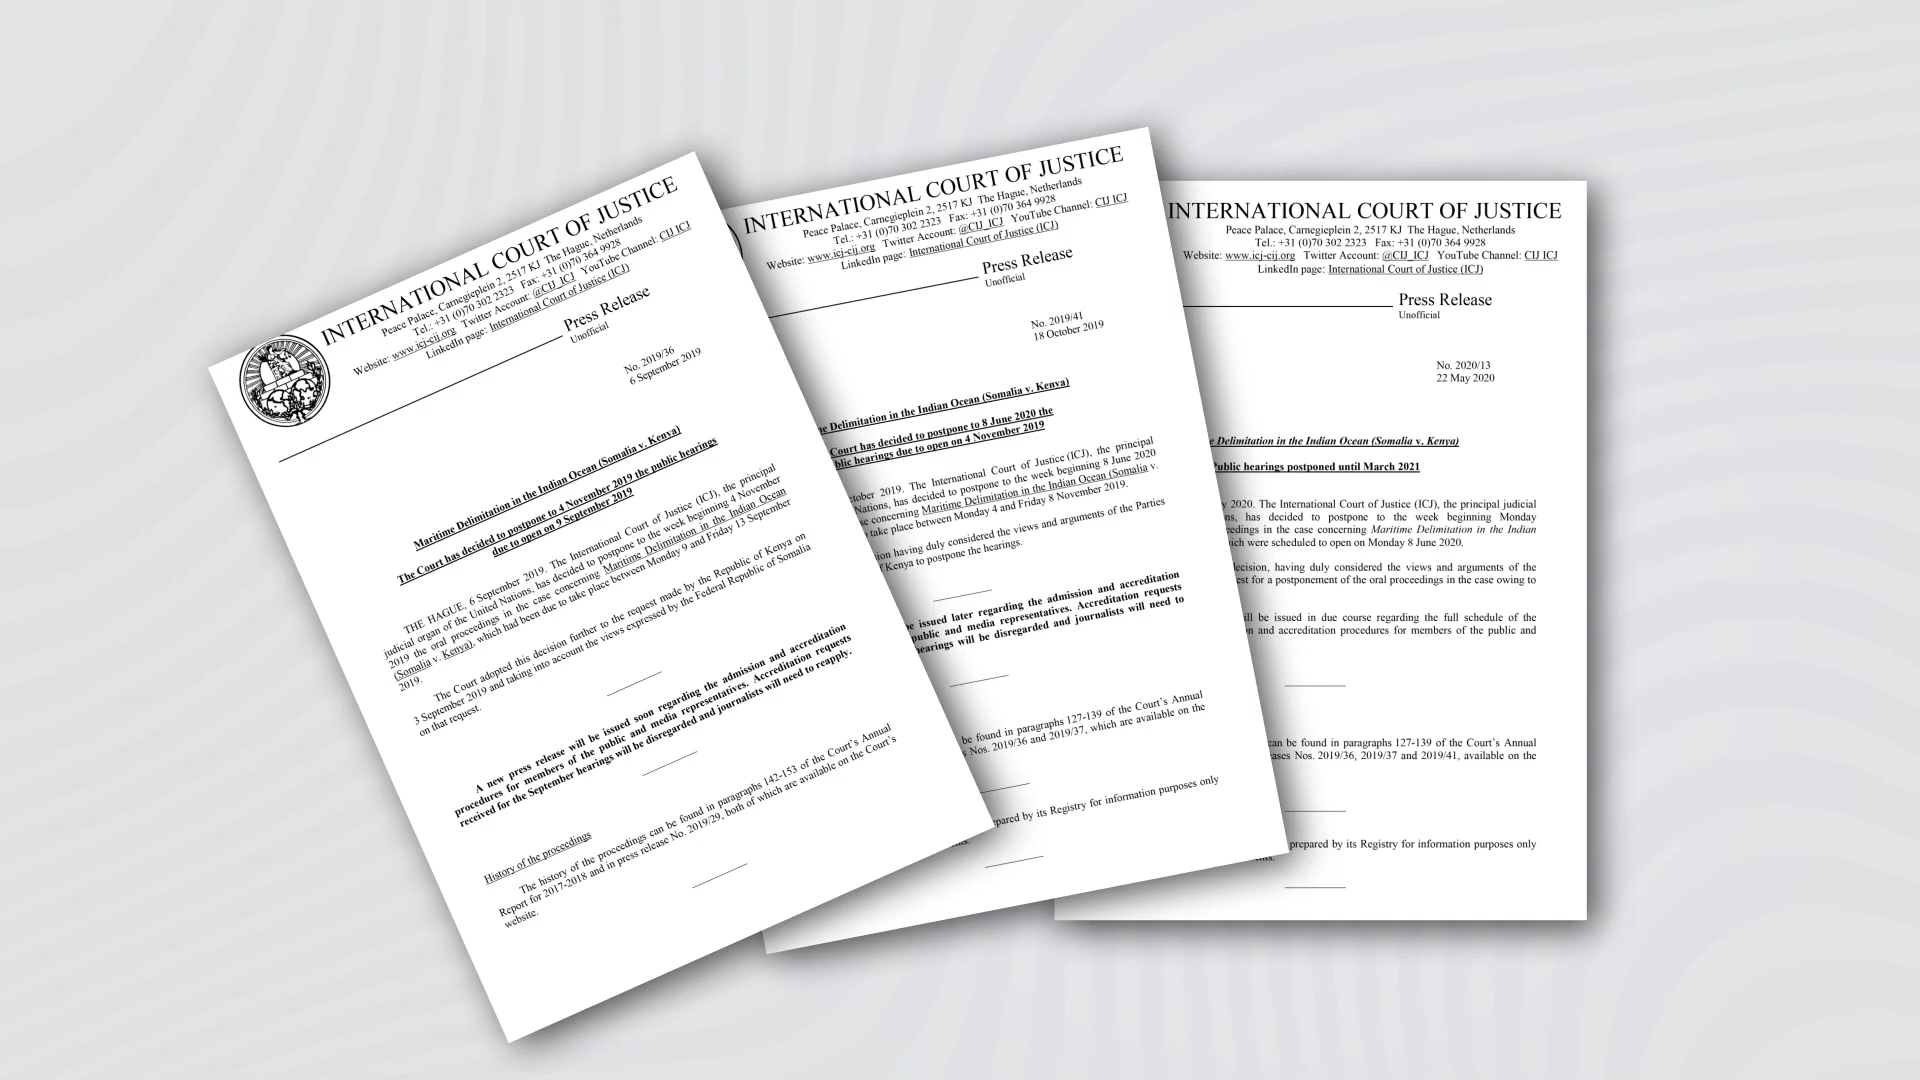 INTERNATIONAL COURT OF JUSTICE
Peace Palace, Carnegieplein 2, 2517 KJ The Hague, Netherlands
Tel.: +31 (0)70 302 2323 Fax: +31 (0)70 364 9928
Website: www.icj-cij.org Twitter Account: @CIJ_ICJ YouTube Channel: CIJ ICJ
LinkedIn page: International Court of Justice (ICJ)
Press Release
Unofficial
No. 2019/36
6 September 2019
Maritime Delimitation in the Indian Ocean (Somalia v. Kenya)
The Court has decided to postpone to 4 November 2019 the public hearings
due to open on 9 September 2019
THE HAGUE, 6 September 2019. The International Court of Justice (ICJ), the principal
judicial organ of the United Nations, has decided to postpone to the week beginning 4 November
2019 the oral proceedings in the case concerning Maritime Delimitation in the Indian Ocean
(Somalia v. Kenya), which had been due to take place between Monday 9 and Friday 13 September
2019.
The Court adopted this decision further to the request made by the Republic of Kenya on
3 September 2019 and taking into account the views expressed by the Federal Republic of Somalia
on that request.
A new press release will be issued soon regarding the admission and accreditation
procedures for members of the public and media representatives. Accreditation requests
received for the September hearings will be disregarded and journalists will need to reapply.
History of the proceedings
The history of the proceedings can be found in paragraphs 142-153 of the Court's Annual
Report for 2017-2018 and in press release No. 2019/29, both of which are available on the Court's
website.
INTERNATIONAL COURT OF JUSTICE
Peace Palace, Carnegieplein 2, 2517 KJ The Hague, Netherlands
Tel.: +31 (0)70 302 2323 Fax: +31 (0)70 364 9928
Website: www.icj-cij.org Twitter Account: @CIJ_ICJ YouTube Channel: CIJ ICJ
LinkedIn page: International Court of Justice (ICJ)
Press Release
Unofficial
No. 2019/41
18 October 2019
Delimitation in the Indian Ocean (Somalia v. Kenya)
Court has decided to postpone to 8 June 2020 the
hearings due to open on 4 November 2019
2019. The International Court of Justice (ICJ), the principal
Nations, has decided to postpone to the week beginning 8 June 2020
concerning Maritime Delimitation in the Indian Ocean (Somalia v.
take place between Monday 4 and Friday 8 November 2019.
having duly considered the views and arguments of the Parties
Kenya to postpone the hearings.
issued later regarding the admission and accreditation
public and media representatives. Accreditation requests
hearings will be disregarded and journalists will need to
be found in paragraphs 127-139 of the Court's Annual
Nos. 2019/36 and 2019/37, which are available on the
by its Registry for information purposes only
INTERNATIONAL COURT OF JUSTICE
Peace Palace, Carnegieplein 2, 2517 KJ The Hague, Netherlands
Tel.: +31 (0)70 302 2323 Fax: +31 (0)70 364 9928
Website: www.icj-cij.org Twitter Account: @CIJ_ICJ YouTube Channel: CIJ ICJ
LinkedIn page: International Court of Justice (ICJ)
Press Release
Unofficial
No. 2020/13
22 May 2020
Delimitation in the Indian Ocean (Somalia v. Kenya)
Public hearings postponed until March 2021
2020. The International Court of Justice (ICJ), the principal judicial
has decided to postpone to the week beginning Monday
in the case concerning Maritime Delimitation in the Indian
which were scheduled to open on Monday 8 June 2020.
decision, having duly considered the views and arguments of the
for a postponement of the oral proceedings in the case owing to
be issued in due course regarding the full schedule of the
and accreditation procedures for members of the public and
can be found in paragraphs 127-139 of the Court's Annual
Nos. 2019/36, 2019/37 and 2019/41, available on the
prepared by its Registry for information purposes only